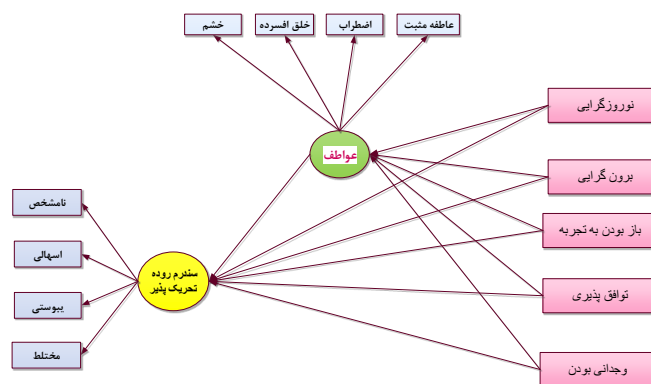 عاطفه مثبت
اضطراب
خلق افسرده
خشم
نوروزگرایی
عواطف
برون گرایی
باز بودن به تجربه
توافق پذیری
وجدانی بودن
سندرم روده
تحریک پذیر
نامشخص
اسهالی
یبوستی
مختلط